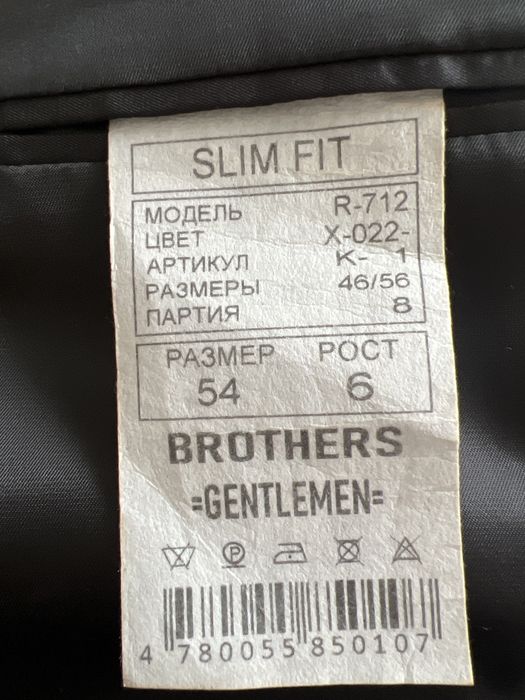 SLIM FIT
МОДЕЛЬ R-712
ЦВЕТ X-022-
АРТИКУЛ K- 1
РАЗМЕРЫ 46/56
ПАРТИЯ 8
РАЗМЕР РОСТ
54 6
BROTHERS
=GENTLEMEN=
4 780055 850107